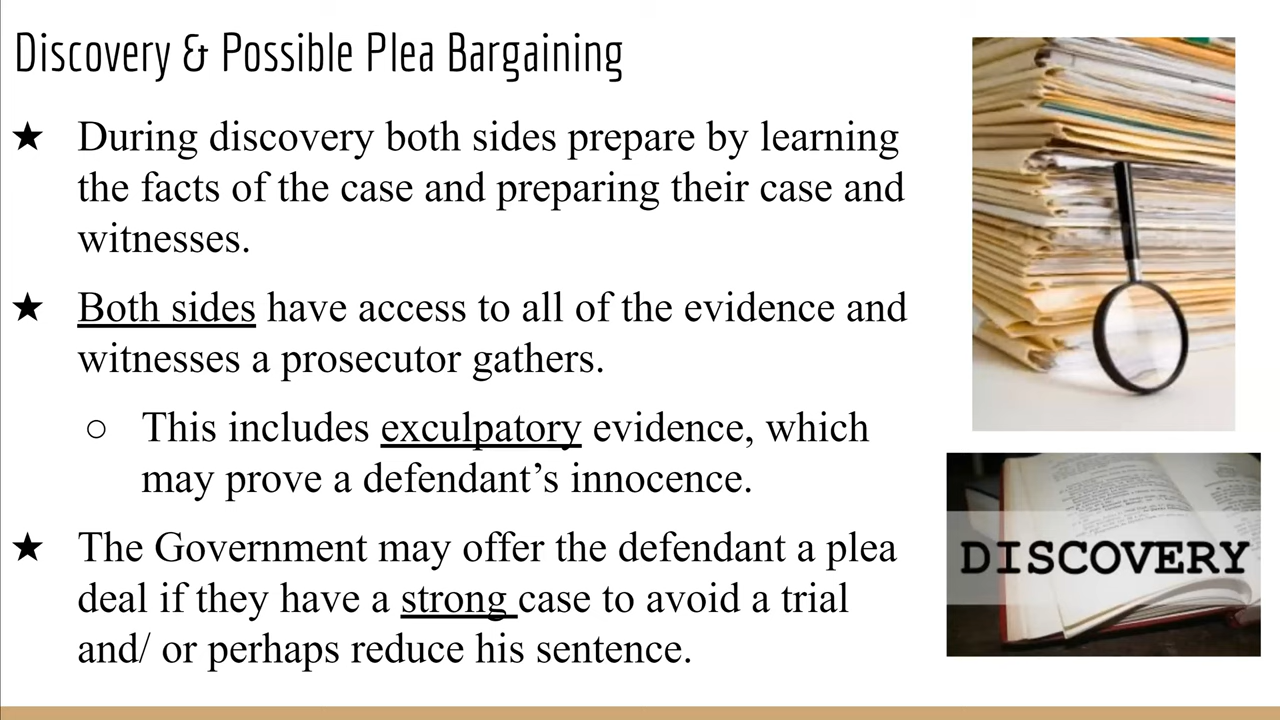 Discovery & Possible Plea Bargaining
★ During discovery both sides prepare by learning
the facts of the case and preparing their case and
witnesses.
★ Both sides have access to all of the evidence and
witnesses a prosecutor gathers.
○ This includes exculpatory evidence, which
may prove a defendant’s innocence.
★ The Government may offer the defendant a plea
deal if they have a strong case to avoid a trial
and/ or perhaps reduce his sentence.
DISCOVERY